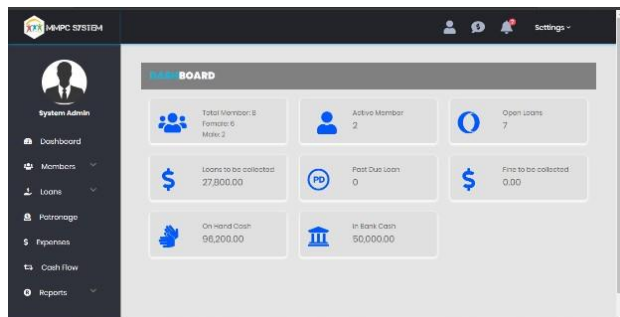 MMPC SYSTEM
Settings
System Admin
Dashboard
Members
Loans
Patronage
Expenses
Cash Flow
Reports
DASHBOARD
Total Member: 8
Female: 6
Male: 2
Active Member
2
Open Loans
7
Loans to be collected
27,800.00
Past Due Loan
0
PD
Fine to be collected
0.00
On Hand Cash
96,200.00
In Bank Cash
50,000.00